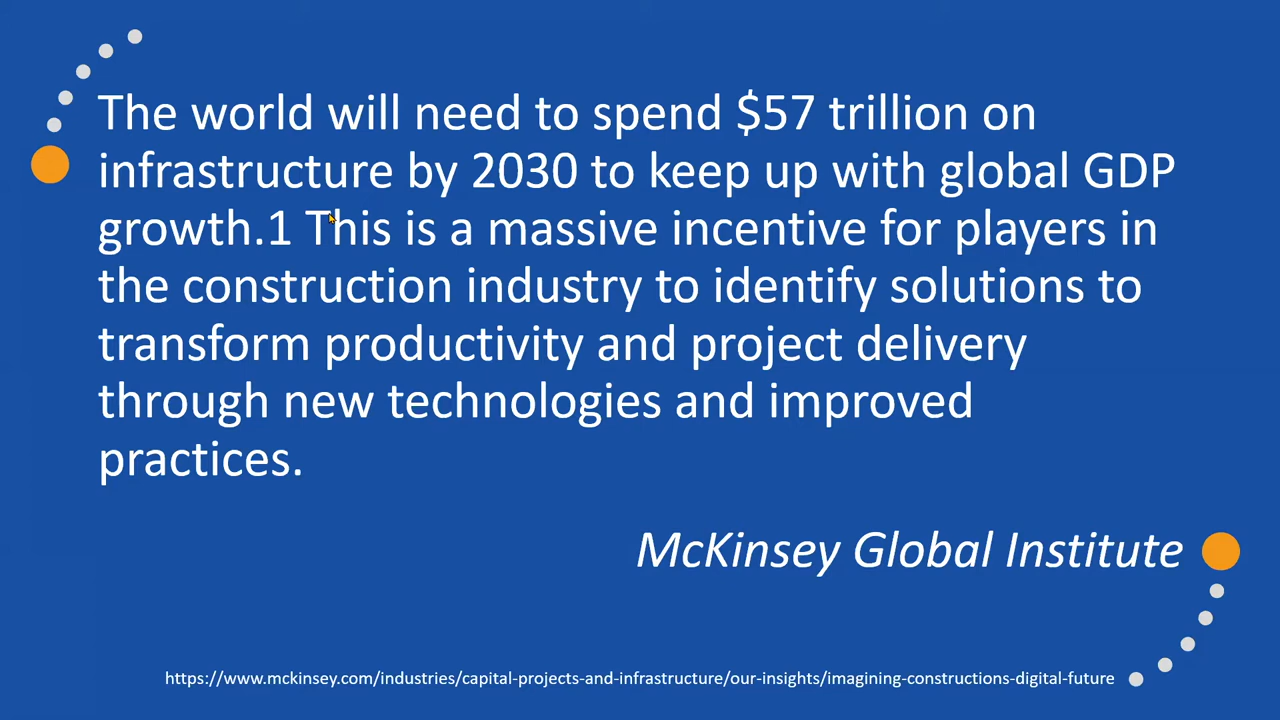 The world will need to spend $57 trillion on
infrastructure by 2030 to keep up with global GDP
growth.1 This is a massive incentive for players in
the construction industry to identify solutions to
transform productivity and project delivery
through new technologies and improved
practices.
McKinsey Global Institute
https://www.mckinsey.com/industries/capital-projects-and-infrastructure/our-insights/imagining-constructions-digital-future